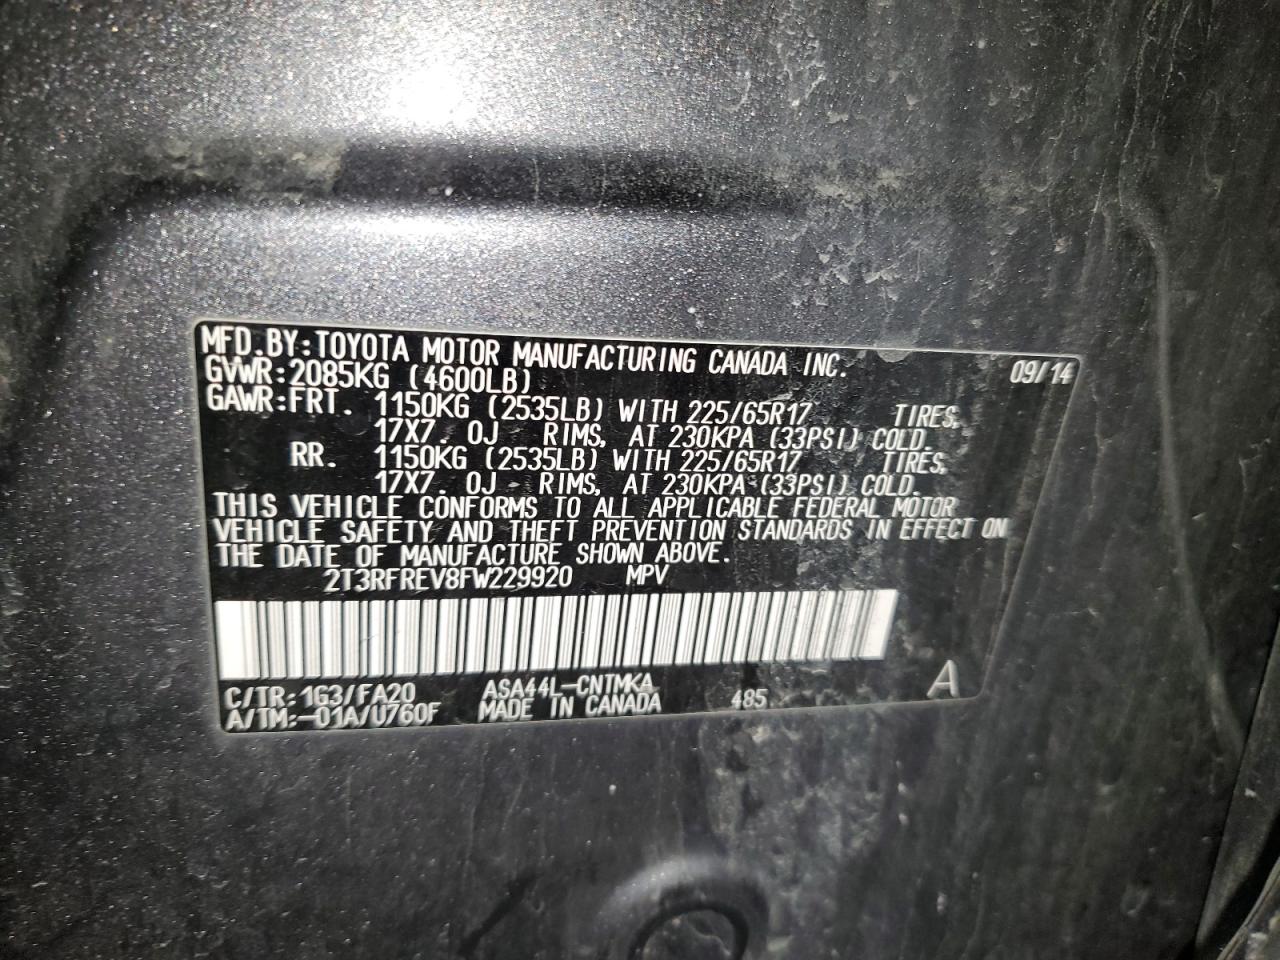 MFD.BY:TOYOTA MOTOR MANUFACTURING CANADA INC. 09/14
GVWR:2085KG (4600LB)
GAWR:FRT. 1150KG (2535LB) WITH 225/65R17 TIRES,
17X7.0J RIMS, AT 230KPA (33PSI) COLD.
RR. 1150KG (2535LB) WITH 225/65R17 TIRES,
17X7.0J RIMS, AT 230KPA (33PSI) COLD.
THIS VEHICLE CONFORMS TO ALL APPLICABLE FEDERAL MOTOR
VEHICLE SAFETY AND THEFT PREVENTION STANDARDS IN EFFECT ON
THE DATE OF MANUFACTURE SHOWN ABOVE.
2T3RFREV8FW229920 MPV
C/TR:1G3/FA20 ASA44L-CNTMKA 485 A
A/TM:-01A/U760F MADE IN CANADA